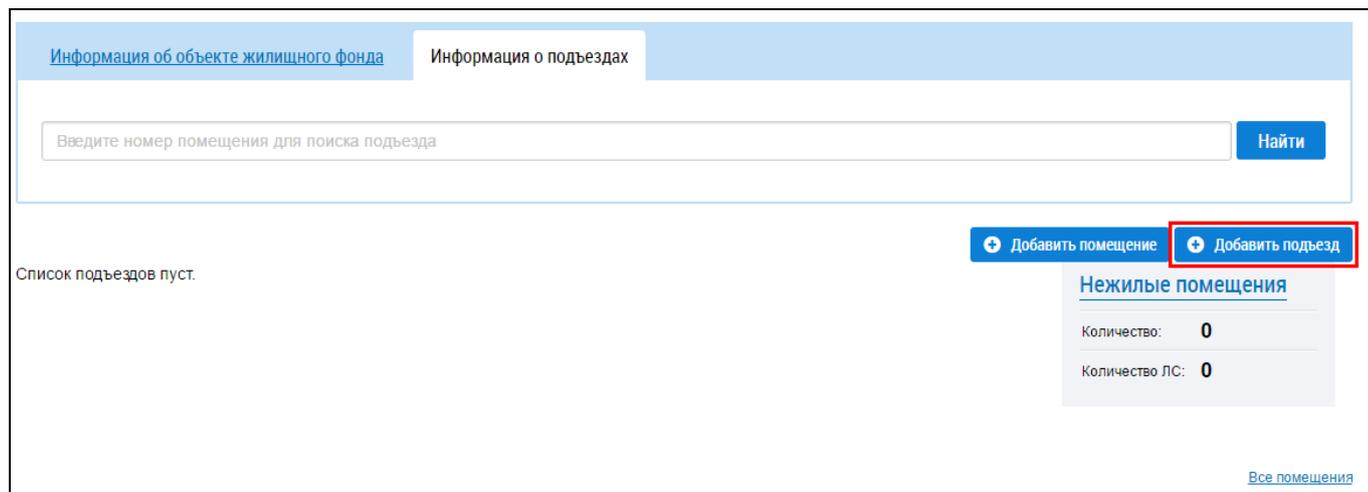 Информация об объекте жилищного фонда
Информация о подъездах
Введите номер помещения для поиска подъезда
Найти
Добавить помещение
Добавить подъезд
Список подъездов пуст.
Нежилые помещения
Количество: 0
Количество ЛС: 0
Все помещения